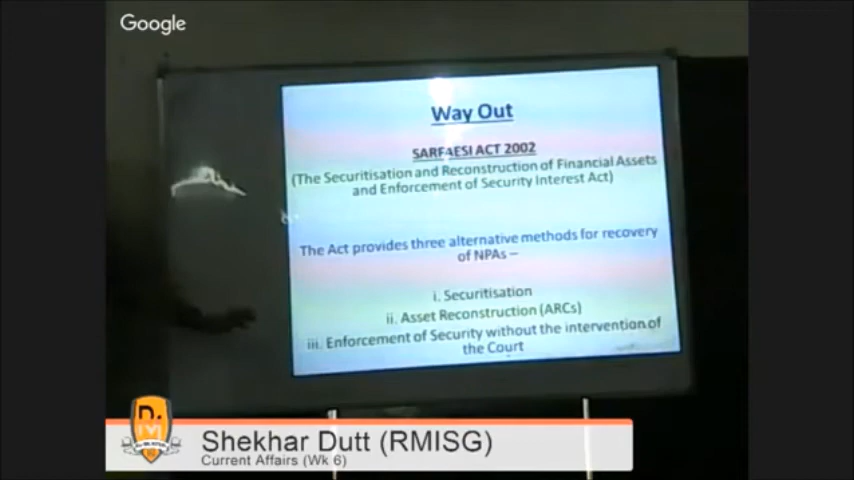 Google
Way Out
SARFAESI ACT 2002
(The Securitisation and Reconstruction of Financial Assets
and Enforcement of Security Interest Act)
The Act provides three alternative methods for recovery
of NPAs –
i. Securitisation
ii. Asset Reconstruction (ARCs)
iii. Enforcement of Security without the intervention of
the Court
Shekhar Dutt (RMISG)
Current Affairs (Wk 6)